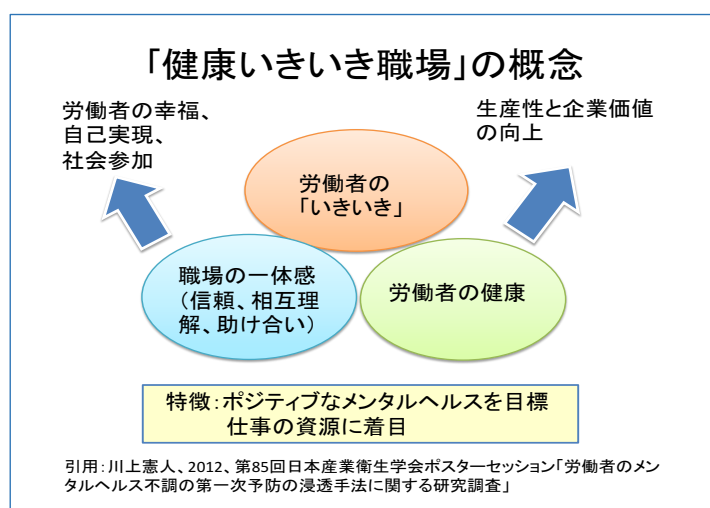 「健康いきいき職場」の概念
労働者の幸福、
自己実現、
社会参加
生産性と企業価値
の向上
労働者の
「いきいき」
職場の一体感
（信頼、相互理
解、助け合い）
労働者の健康
特徴：ポジティブなメンタルヘルスを目標
仕事の資源に着目
引用：川上憲人、2012、第85回日本産業衛生学会ポスターセッション「労働者のメン
タルヘルス不調の第一次予防の浸透手法に関する研究調査」